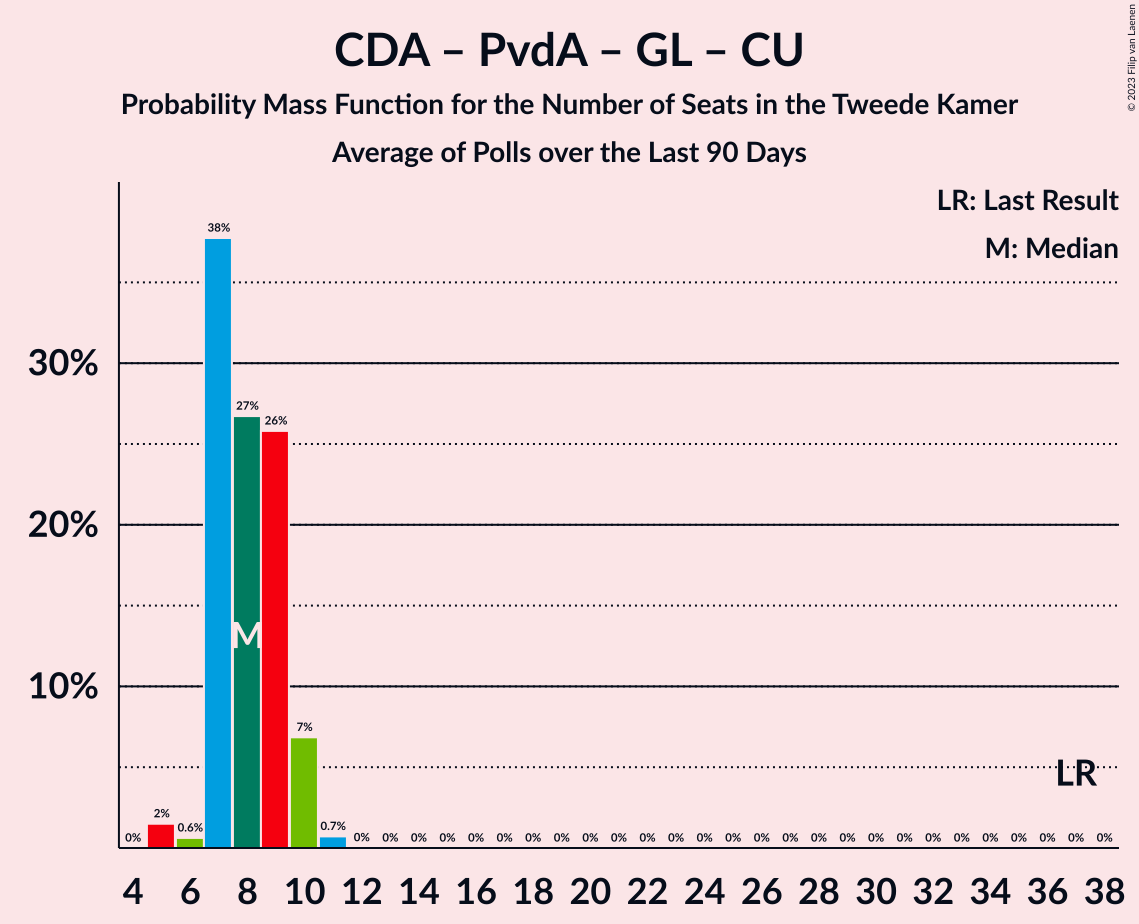 CDA – PvdA – GL – CU
Probability Mass Function for the Number of Seats in the Tweede Kamer
Average of Polls over the Last 90 Days
© 2023 Filip van Laenen
LR: Last Result
M: Median
30%
20%
10%
0% 2% 0.6% 38% 27% 26% 7% 0.7% 0% 0% 0% 0% 0% 0% 0% 0% 0% 0% 0% 0% 0% 0% 0% 0% 0% 0% 0% 0% 0% 0% 0% 0% 0% 0% 0%
M
LR
4 6 8 10 12 14 16 18 20 22 24 26 28 30 32 34 36 38